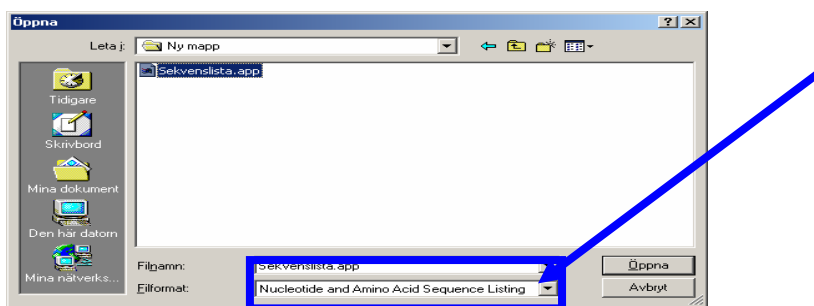 Öppna
Leta j:
Ny mapp
Sekvenslista.app
Tidigare
Skrivbord
Mina dokument
Den här datorn
Mina nätverks...
Filnamn:
Sekvenslista.app
Öppna
Filformat:
Nucleotide and Amino Acid Sequence Listing
Avbryt